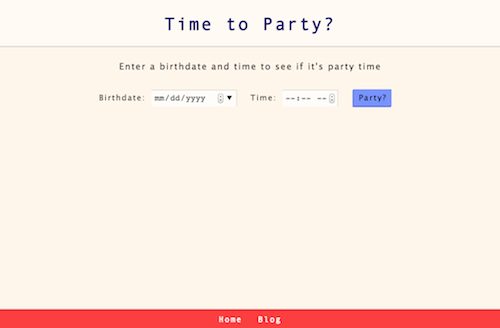 Time to Party?
Enter a birthdate and time to see if it's party time
Birthdate: mm/dd/yyyy Time: --:-- -- Party?
Home Blog